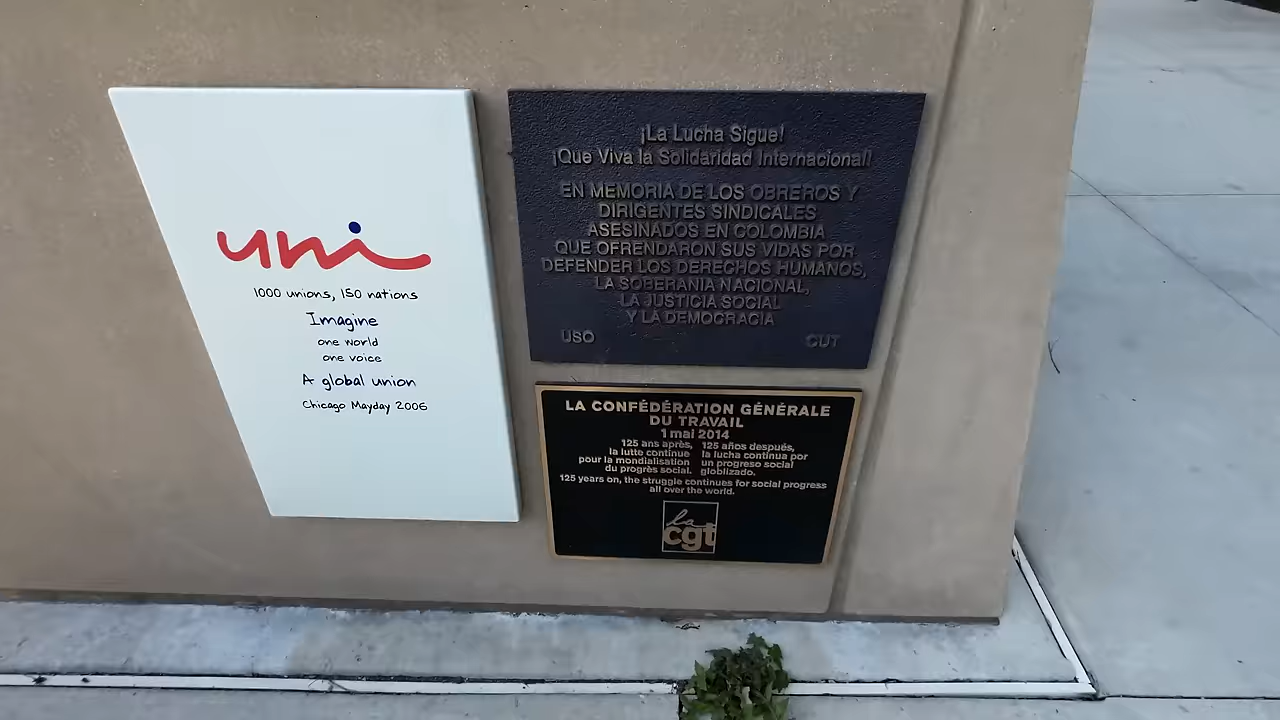 uni
1000 unions, 150 nations
Imagine
one world
one voice
A global union
Chicago Mayday 2006
¡La Lucha Sigue!
¡Que Viva la Solidaridad Internacional!
EN MEMORIA DE LOS OBREROS Y
DIRIGENTES SINDICALES
ASESINADOS EN COLOMBIA
QUE OFRENDARON SUS VIDAS POR
DEFENDER LOS DERECHOS HUMANOS,
LA SOBERANIA NACIONAL,
LA JUSTICIA SOCIAL
Y LA DEMOCRACIA
USO CUT
LA CONFÉDÉRATION GÉNÉRALE
DU TRAVAIL
1 mai 2014
125 ans après,
la lutte continue
pour la mondialisation
du progrès social.
125 años después,
la lucha continua por
un progreso social
globlizado.
125 years on, the struggle continues for social progress
all over the world.
la
cgt